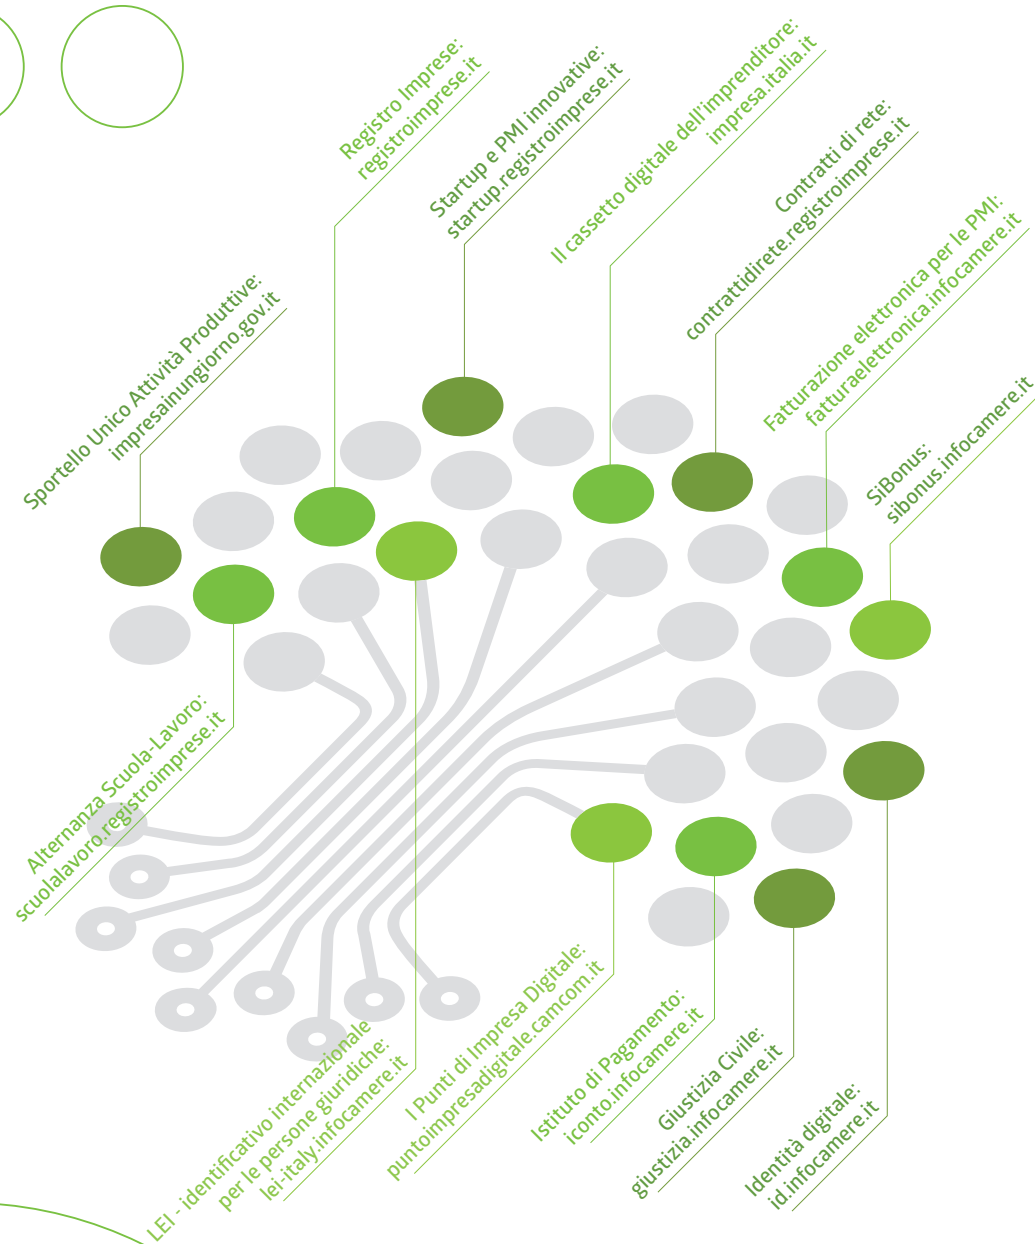 Registro Imprese:
registroimprese.it
Startup e PMI innovative:
startup.registroimprese.it
Il cassetto digitale dell'imprenditore:
impresa.italia.it
Contratti di rete:
contrattidirete.registroimprese.it
Fatturazione elettronica per le PMI:
fatturaelettronica.infocamere.it
SiBonus:
sibonus.infocamere.it
Sportello Unico Attività Produttive:
impresainungiorno.gov.it
Alternanza Scuola-Lavoro:
scuolalavoro.registroimprese.it
LEI - identificativo internazionale
per le persone giuridiche:
lei-italy.infocamere.it
I Punti di Impresa Digitale:
puntoimpresadigitale.camcom.it
Istituto di Pagamento:
iconto.infocamere.it
Giustizia Civile:
giustizia.infocamere.it
Identità digitale:
id.infocamere.it